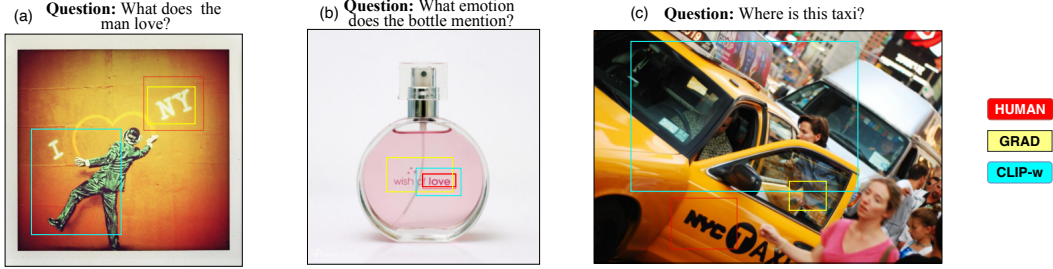 (a) Question: What does the
man love?
I
NY
(b) Question: What emotion
does the bottle mention?
wish of love
(c) Question: Where is this taxi?
NYC TAXI
HUMAN
GRAD
CLIP-w